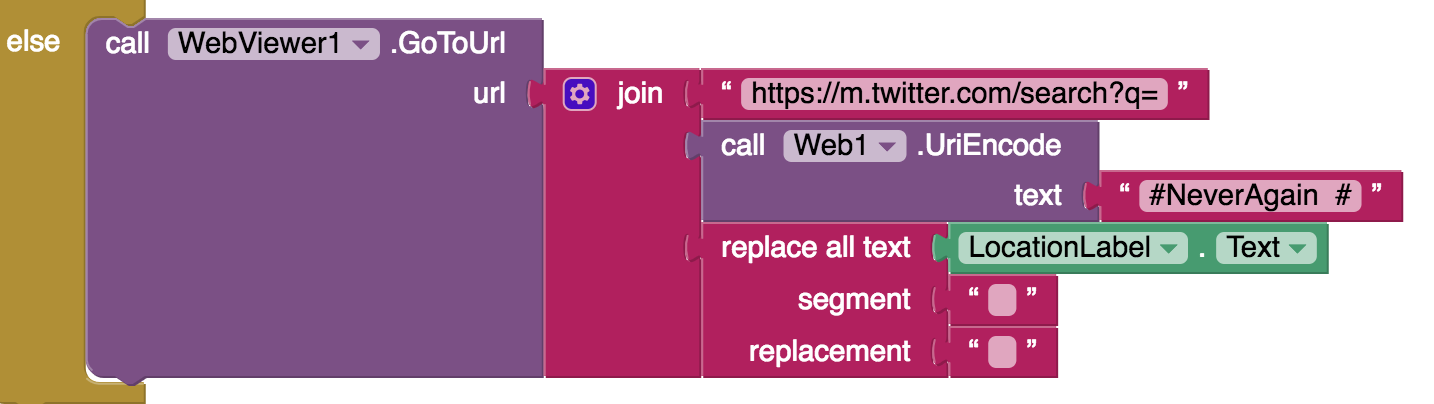 else call WebViewer1 .GoToUrl
url join “ https://m.twitter.com/search?q= ”
call Web1 .UriEncode
text “ #NeverAgain  # ”
replace all text LocationLabel . Text
segment “ ”
replacement “ ”